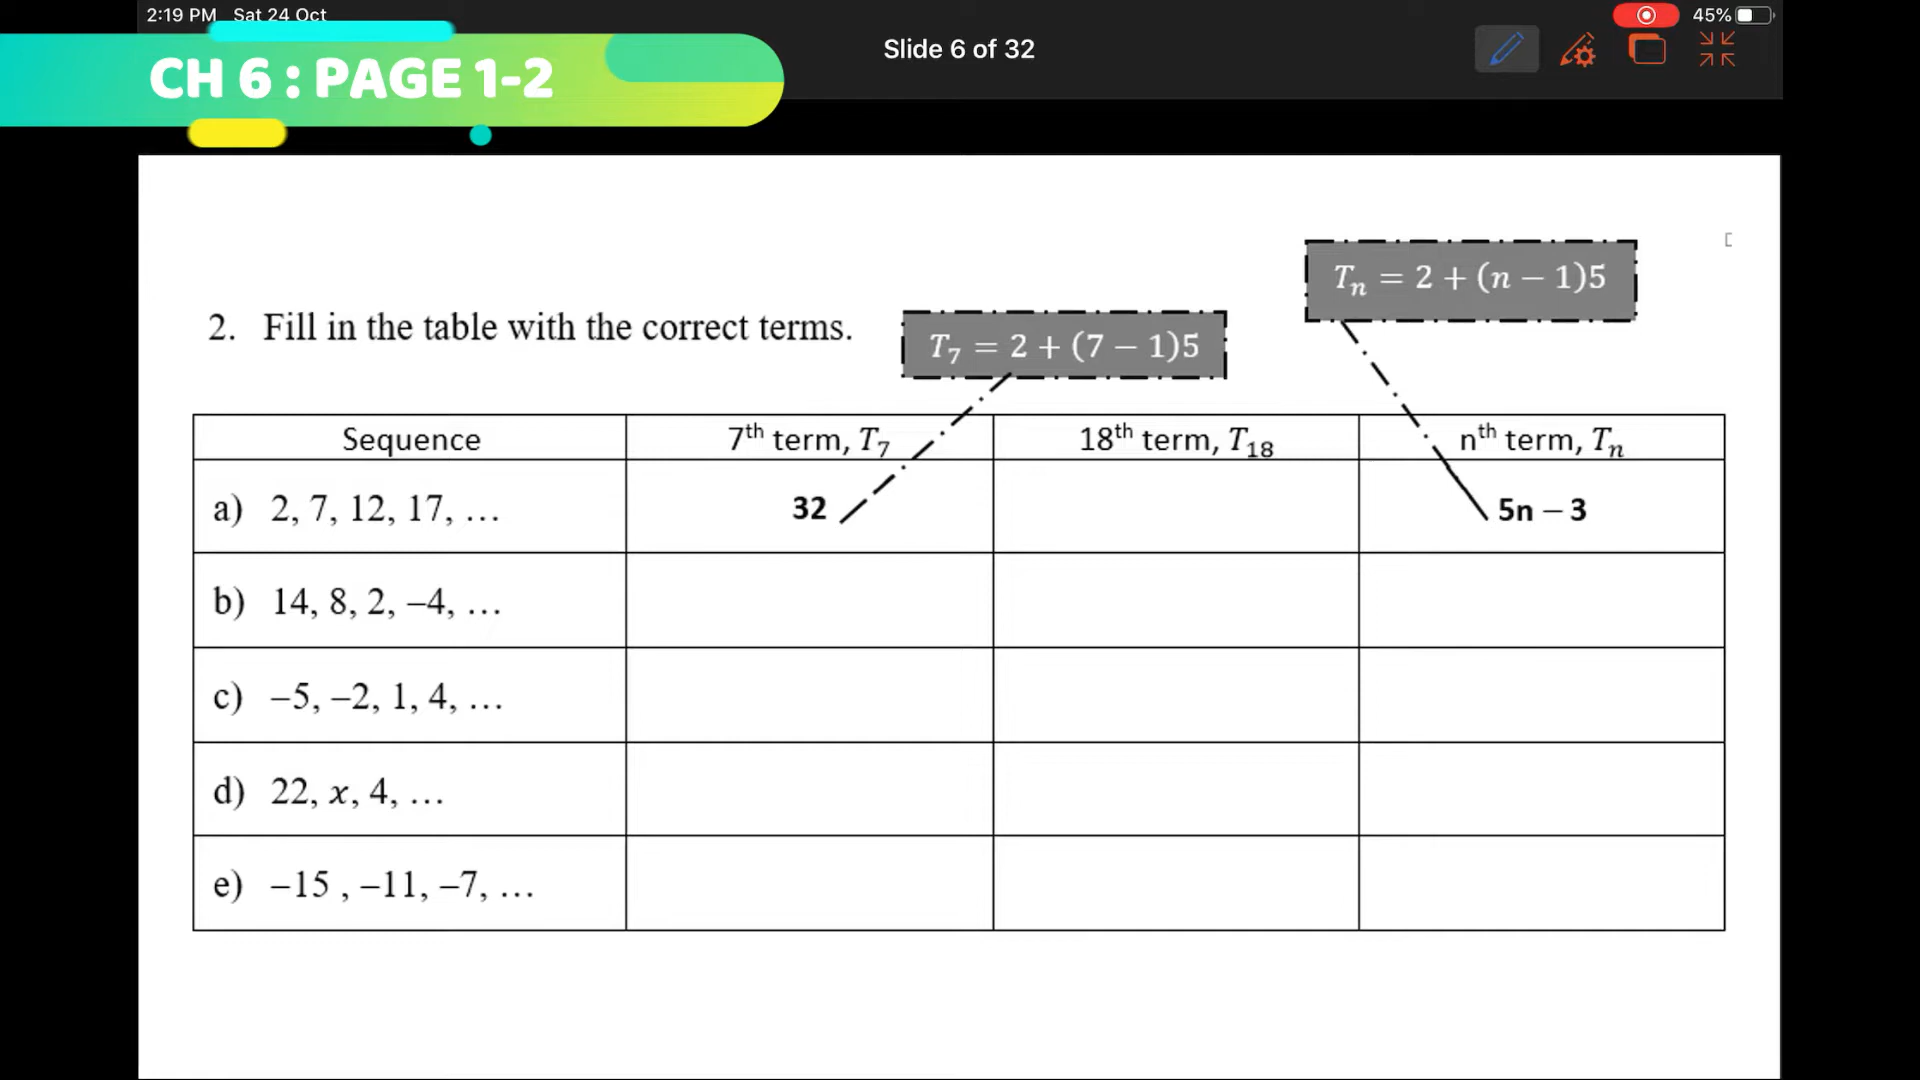 2:19 PM Sat 24 Oct
45%
Slide 6 of 32
CH 6 : PAGE 1-2
Tₙ = 2 + (n − 1)5
2. Fill in the table with the correct terms.
T₇ = 2 + (7 − 1)5
Sequence 7ᵗʰ term, T₇ 18ᵗʰ term, T₁₈ nᵗʰ term, Tₙ
a) 2, 7, 12, 17, … 32 5n – 3
b) 14, 8, 2, –4, …
c) –5, –2, 1, 4, …
d) 22, x, 4, …
e) –15 , –11, –7, …